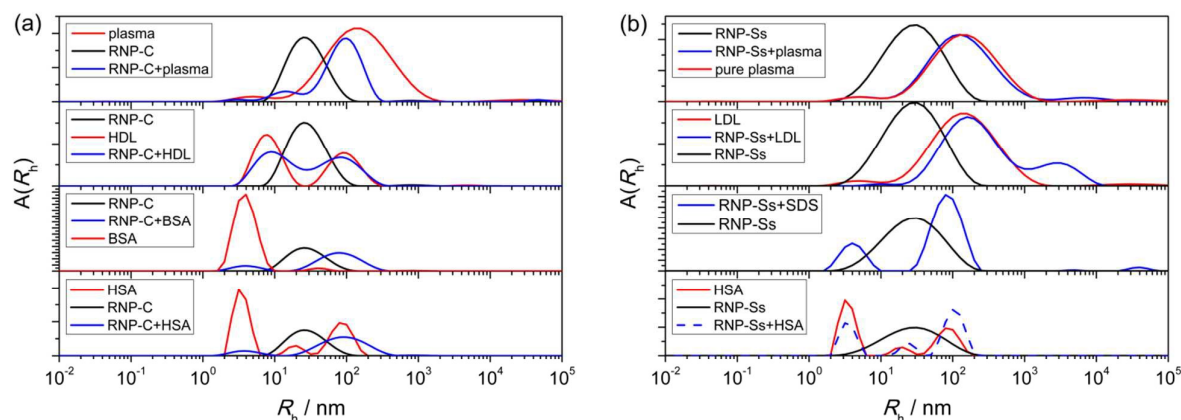 (a)
plasma
RNP-C
RNP-C+plasma
RNP-C
HDL
RNP-C+HDL
RNP-C
RNP-C+BSA
BSA
HSA
RNP-C
RNP-C+HSA
A(Rh)
10-2 10-1 100 101 102 103 104 105
Rh / nm
(b)
RNP-Ss
RNP-Ss+plasma
pure plasma
LDL
RNP-Ss+LDL
RNP-Ss
RNP-Ss+SDS
RNP-Ss
HSA
RNP-Ss
RNP-Ss+HSA
A(Rh)
10-2 10-1 100 101 102 103 104 105
Rh / nm